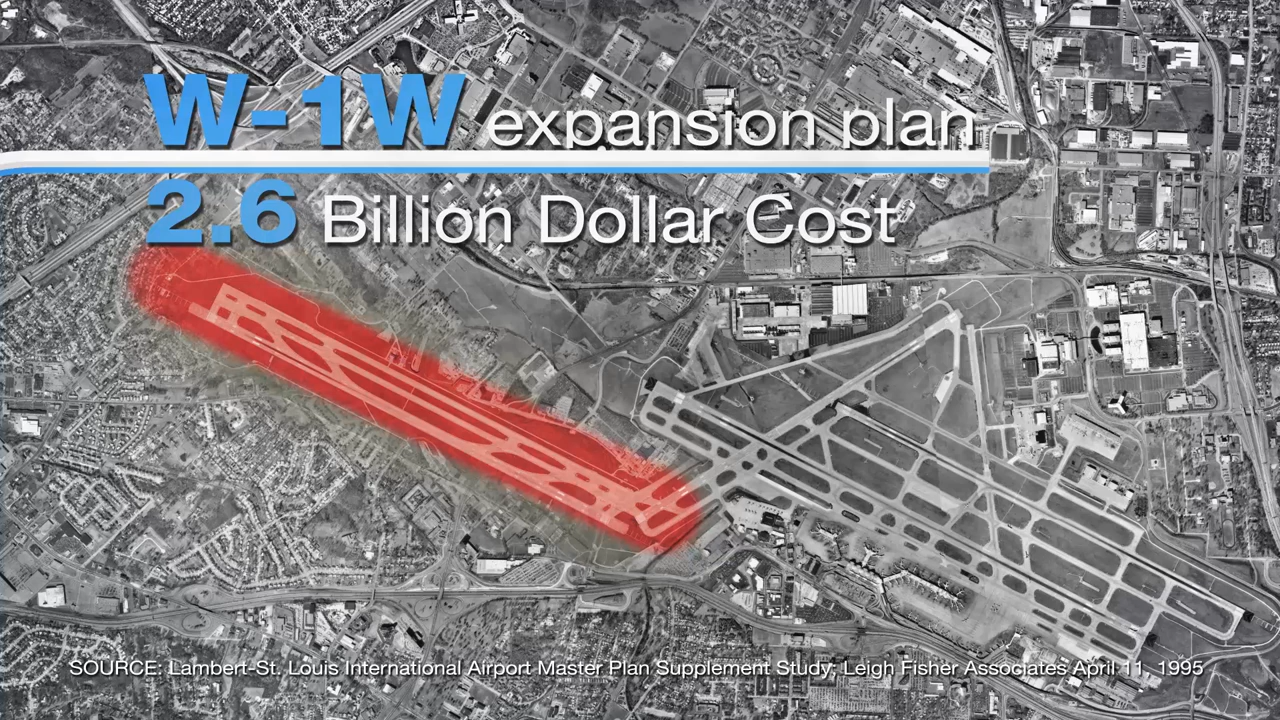 W-1W expansion plan
2.6 Billion Dollar Cost
SOURCE: Lambert-St. Louis International Airport Master Plan Supplement Study; Leigh Fisher Associates April 11, 1995